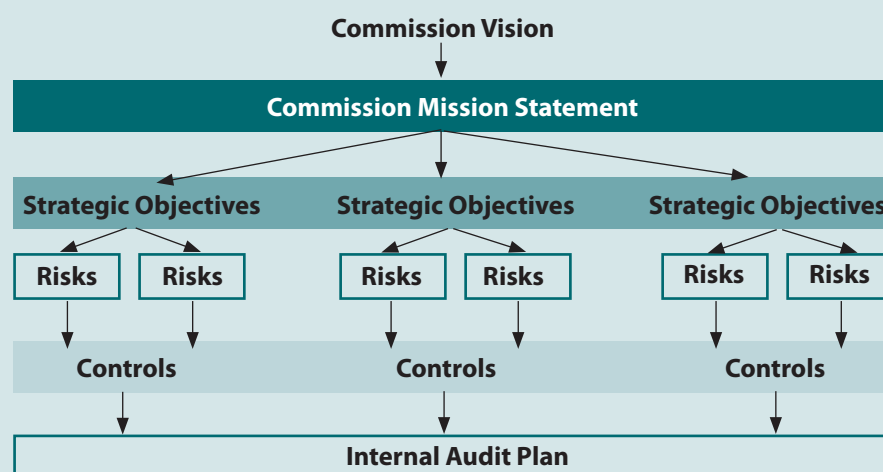 Commission Vision
Commission Mission Statement
Strategic Objectives Strategic Objectives Strategic Objectives
Risks Risks Risks Risks Risks Risks
Controls Controls Controls
Internal Audit Plan